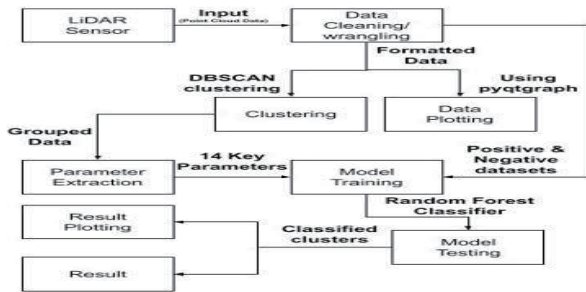 LiDAR
Sensor
Input
(Point Cloud Data)
Data
Cleaning/
wrangling
Formatted
Data
DBSCAN
clustering
Using
pyqtgraph
Clustering
Data
Plotting
Grouped
Data
Parameter
Extraction
14 Key
Parameters
Model
Training
Positive &
Negative
datasets
Random Forest
Classifier
Result
Plotting
Classified
clusters
Model
Testing
Result